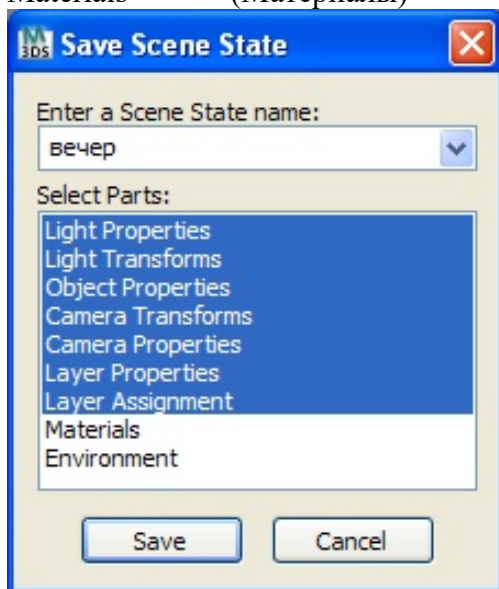 Materials (Материалы)
M
3DS
Save Scene State
Enter a Scene State name:
вечер
Select Parts:
Light Properties
Light Transforms
Object Properties
Camera Transforms
Camera Properties
Layer Properties
Layer Assignment
Materials
Environment
Save Cancel